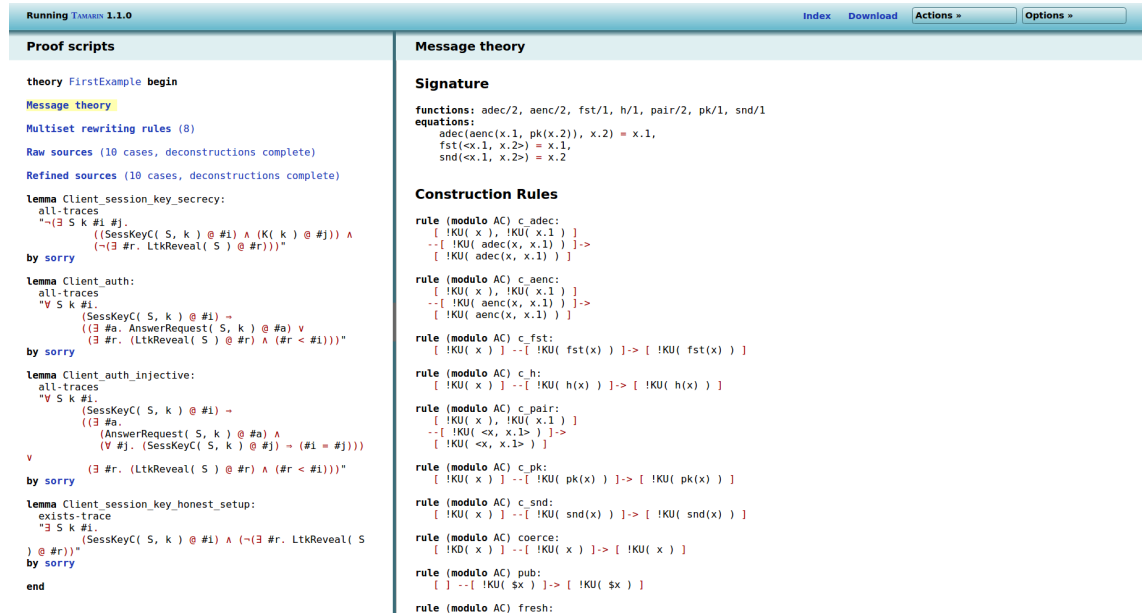 Running TAMARIN 1.1.0
Index Download Actions » Options »
Proof scripts
theory FirstExample begin
Message theory
Multiset rewriting rules (8)
Raw sources (10 cases, deconstructions complete)
Refined sources (10 cases, deconstructions complete)
lemma Client_session_key_secrecy:
all-traces
"¬(∃ S k #i #j.
((SessKeyC( S, k ) @ #i) ∧ (K( k ) @ #j)) ∧
(¬(∃ #r. LtkReveal( S ) @ #r)))"
by sorry
lemma Client_auth:
all-traces
"∀ S k #i.
(SessKeyC( S, k ) @ #i) ⇒
((∃ #a. AnswerRequest( S, k ) @ #a) ∨
(∃ #r. (LtkReveal( S ) @ #r) ∧ (#r < #i)))"
by sorry
lemma Client_auth_injective:
all-traces
"∀ S k #i.
(SessKeyC( S, k ) @ #i) ⇒
((∃ #a.
(AnswerRequest( S, k ) @ #a) ∧
(∀ #j. (SessKeyC( S, k ) @ #j) ⇒ (#i = #j)))
∨
(∃ #r. (LtkReveal( S ) @ #r) ∧ (#r < #i)))"
by sorry
lemma Client_session_key_honest_setup:
exists-trace
"∃ S k #i.
(SessKeyC( S, k ) @ #i) ∧ (¬(∃ #r. LtkReveal( S
) @ #r))"
by sorry
end
Message theory
Signature
functions: adec/2, aenc/2, fst/1, h/1, pair/2, pk/1, snd/1
equations:
adec(aenc(x.1, pk(x.2)), x.2) = x.1,
fst(<x.1, x.2>) = x.1,
snd(<x.1, x.2>) = x.2
Construction Rules
rule (modulo AC) c_adec:
[ !KU( x ), !KU( x.1 ) ]
--[ !KU( adec(x, x.1) ) ]->
[ !KU( adec(x, x.1) ) ]
rule (modulo AC) c_aenc:
[ !KU( x ), !KU( x.1 ) ]
--[ !KU( aenc(x, x.1) ) ]->
[ !KU( aenc(x, x.1) ) ]
rule (modulo AC) c_fst:
[ !KU( x ) ] --[ !KU( fst(x) ) ]-> [ !KU( fst(x) ) ]
rule (modulo AC) c_h:
[ !KU( x ) ] --[ !KU( h(x) ) ]-> [ !KU( h(x) ) ]
rule (modulo AC) c_pair:
[ !KU( x ), !KU( x.1 ) ]
--[ !KU( <x, x.1> ) ]->
[ !KU( <x, x.1> ) ]
rule (modulo AC) c_pk:
[ !KU( x ) ] --[ !KU( pk(x) ) ]-> [ !KU( pk(x) ) ]
rule (modulo AC) c_snd:
[ !KU( x ) ] --[ !KU( snd(x) ) ]-> [ !KU( snd(x) ) ]
rule (modulo AC) coerce:
[ !KD( x ) ] --[ !KU( x ) ]-> [ !KU( x ) ]
rule (modulo AC) pub:
[ ] --[ !KU( $x ) ]-> [ !KU( $x ) ]
rule (modulo AC) fresh: